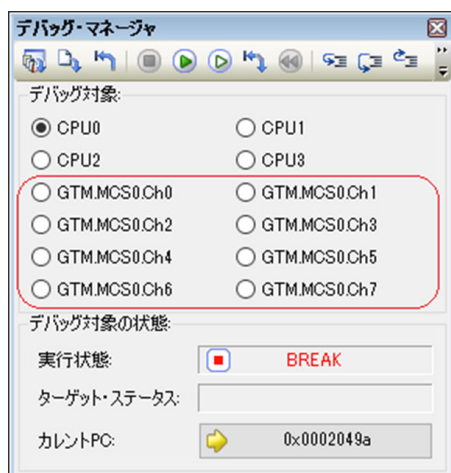 デバッグ・マネージャ
デバッグ対象:
CPU0 CPU1
CPU2 CPU3
GTM.MCS0.Ch0 GTM.MCS0.Ch1
GTM.MCS0.Ch2 GTM.MCS0.Ch3
GTM.MCS0.Ch4 GTM.MCS0.Ch5
GTM.MCS0.Ch6 GTM.MCS0.Ch7
デバッグ対象の状態:
実行状態: BREAK
ターゲット・ステータス:
カレントPC: 0x0002049a